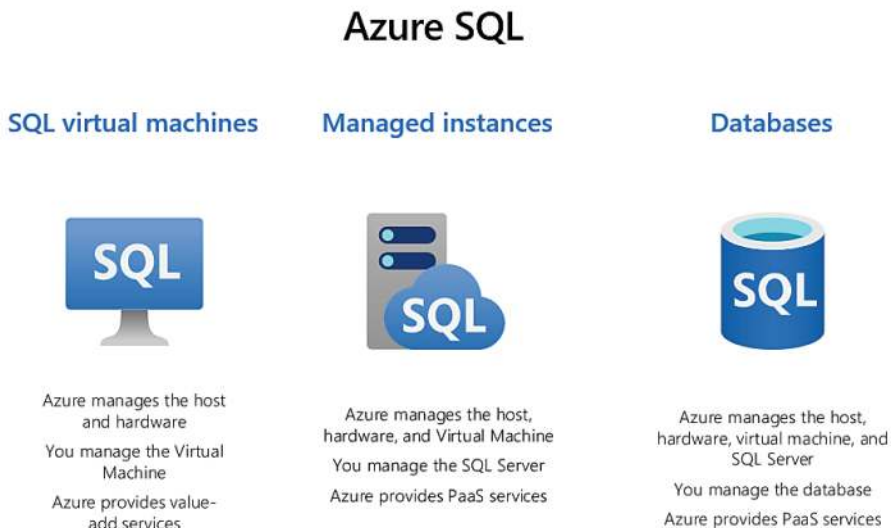 Azure SQL
SQL virtual machines
SQL
Azure manages the host
and hardware
You manage the Virtual
Machine
Azure provides value-
add services
Managed instances
SQL
Azure manages the host,
hardware, and Virtual Machine
You manage the SQL Server
Azure provides PaaS services
Databases
SQL
Azure manages the host,
hardware, virtual machine, and
SQL Server
You manage the database
Azure provides PaaS services